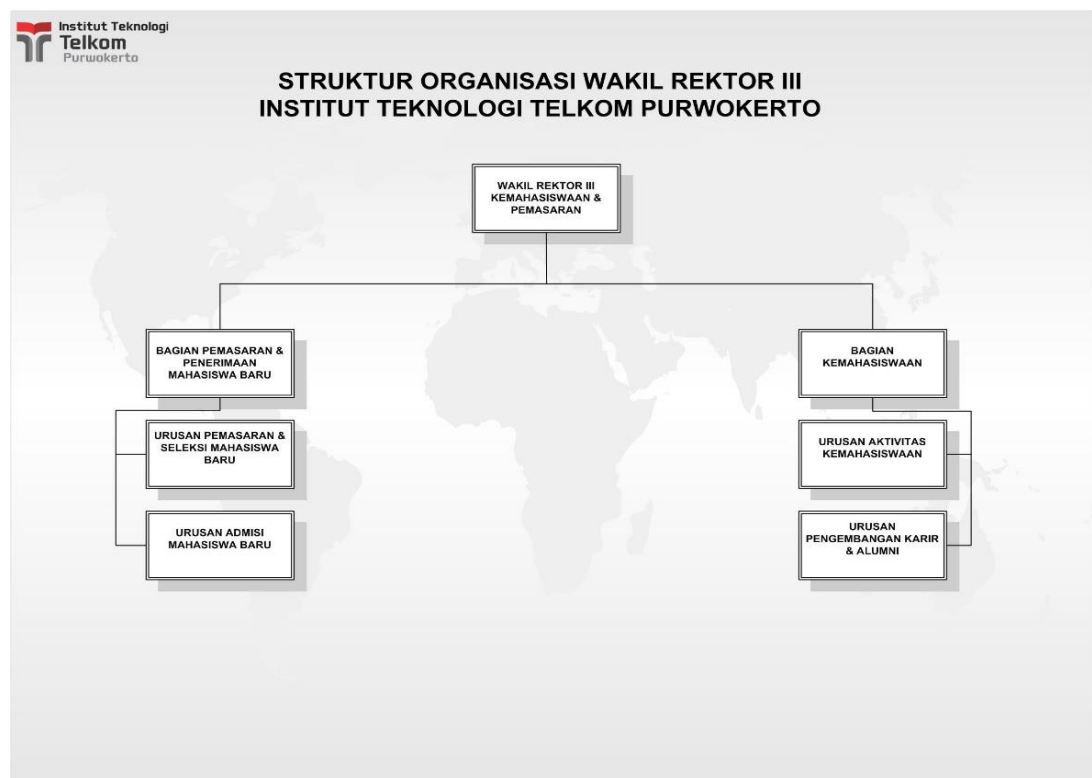 Institut Teknologi
Telkom
Purwokerto
STRUKTUR ORGANISASI WAKIL REKTOR III
INSTITUT TEKNOLOGI TELKOM PURWOKERTO
WAKIL REKTOR III
KEMAHASISWAAN &
PEMASARAN
BAGIAN PEMASARAN &
PENERIMAAN
MAHASISWA BARU
URUSAN PEMASARAN &
SELEKSI MAHASISWA
BARU
URUSAN ADMISI
MAHASISWA BARU
BAGIAN
KEMAHASISWAAN
URUSAN AKTIVITAS
KEMAHASISWAAN
URUSAN
PENGEMBANGAN KARIR
& ALUMNI